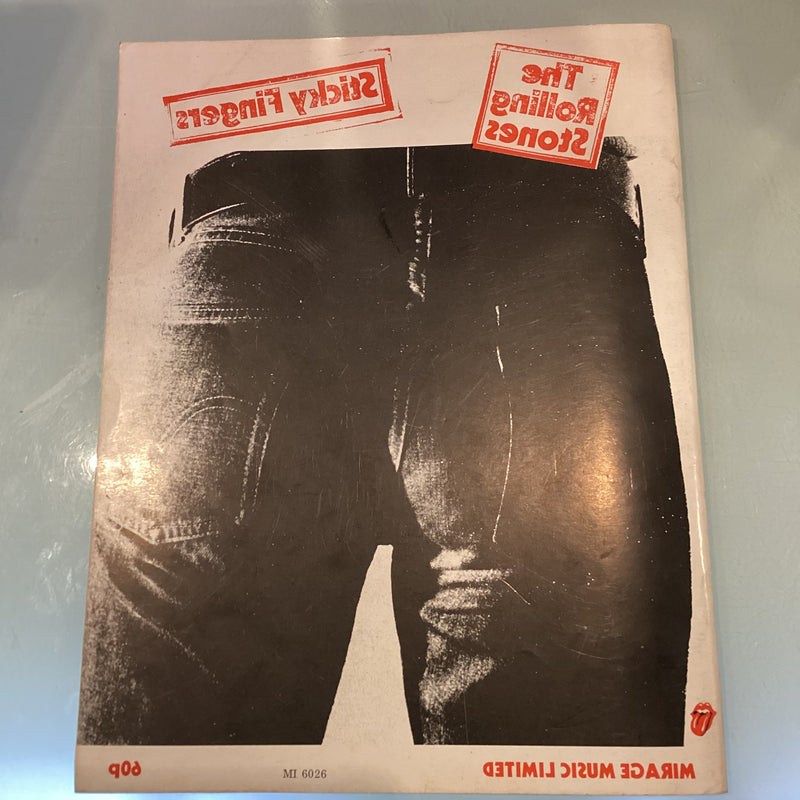 The
Rolling
Stones
Sticky Fingers
MIRAGE MUSIC LIMITED
MI 6026
60p